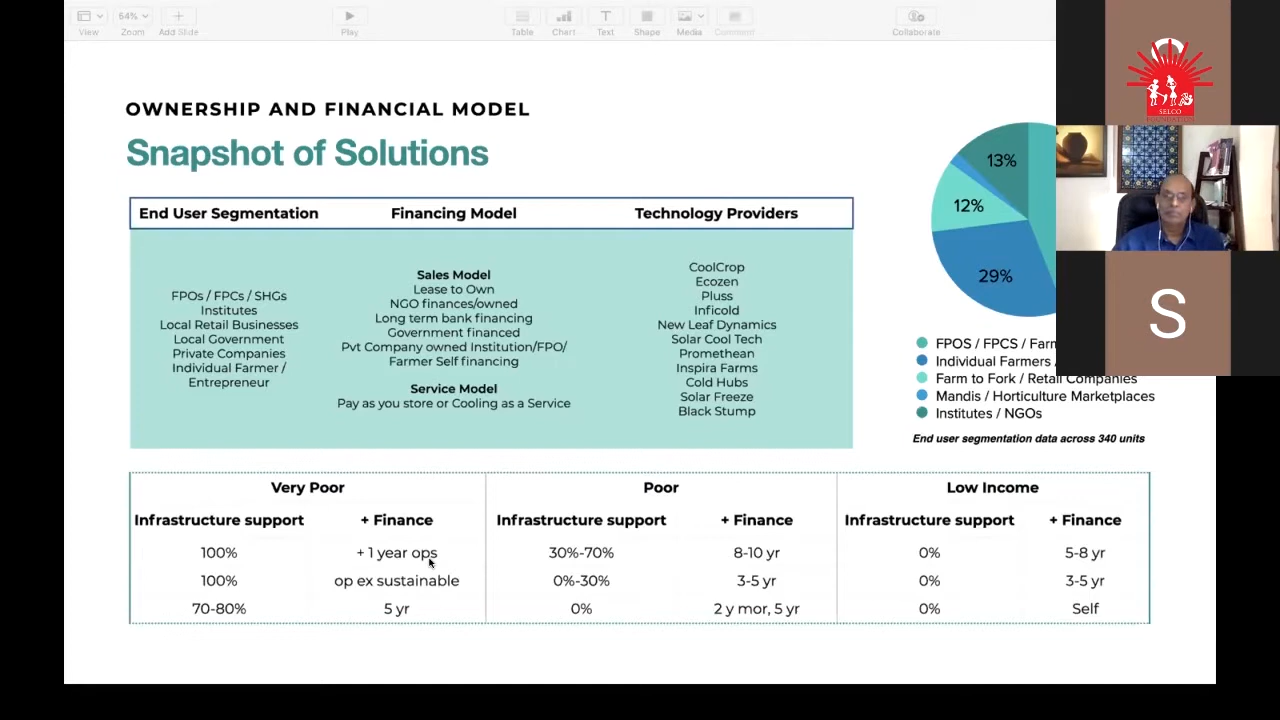 54%
View
Zoom
Add Slide
Play
Table
Chart
Text
Shape
Media
Comment
Collaborate
OWNERSHIP AND FINANCIAL MODEL
Snapshot of Solutions
End User Segmentation
Financing Model
Technology Providers
FPOs / FPCs / SHGs
Institutes
Local Retail Businesses
Local Government
Private Companies
Individual Farmer /
Entrepreneur
Sales Model
Lease to Own
NGO finances/owned
Long term bank financing
Government financed
Pvt Company owned Institution/FPO/
Farmer Self financing
Service Model
Pay as you store or Cooling as a Service
CoolCrop
Ecozen
Pluss
Inficold
New Leaf Dynamics
Solar Cool Tech
Promethean
Inspira Farms
Cold Hubs
Solar Freeze
Black Stump
13%
12%
29%
FPOS / FPCS / Farm
Individual Farmers /
Farm to Fork / Retail Companies
Mandis / Horticulture Marketplaces
Institutes / NGOs
End user segmentation data across 340 units
SELCO
FOUNDATION
S
Very Poor
Poor
Low Income
Infrastructure support
+ Finance
Infrastructure support
+ Finance
Infrastructure support
+ Finance
100%
+ 1 year ops
30%-70%
8-10 yr
0%
5-8 yr
100%
op ex sustainable
0%-30%
3-5 yr
0%
3-5 yr
70-80%
5 yr
0%
2 y mor, 5 yr
0%
Self